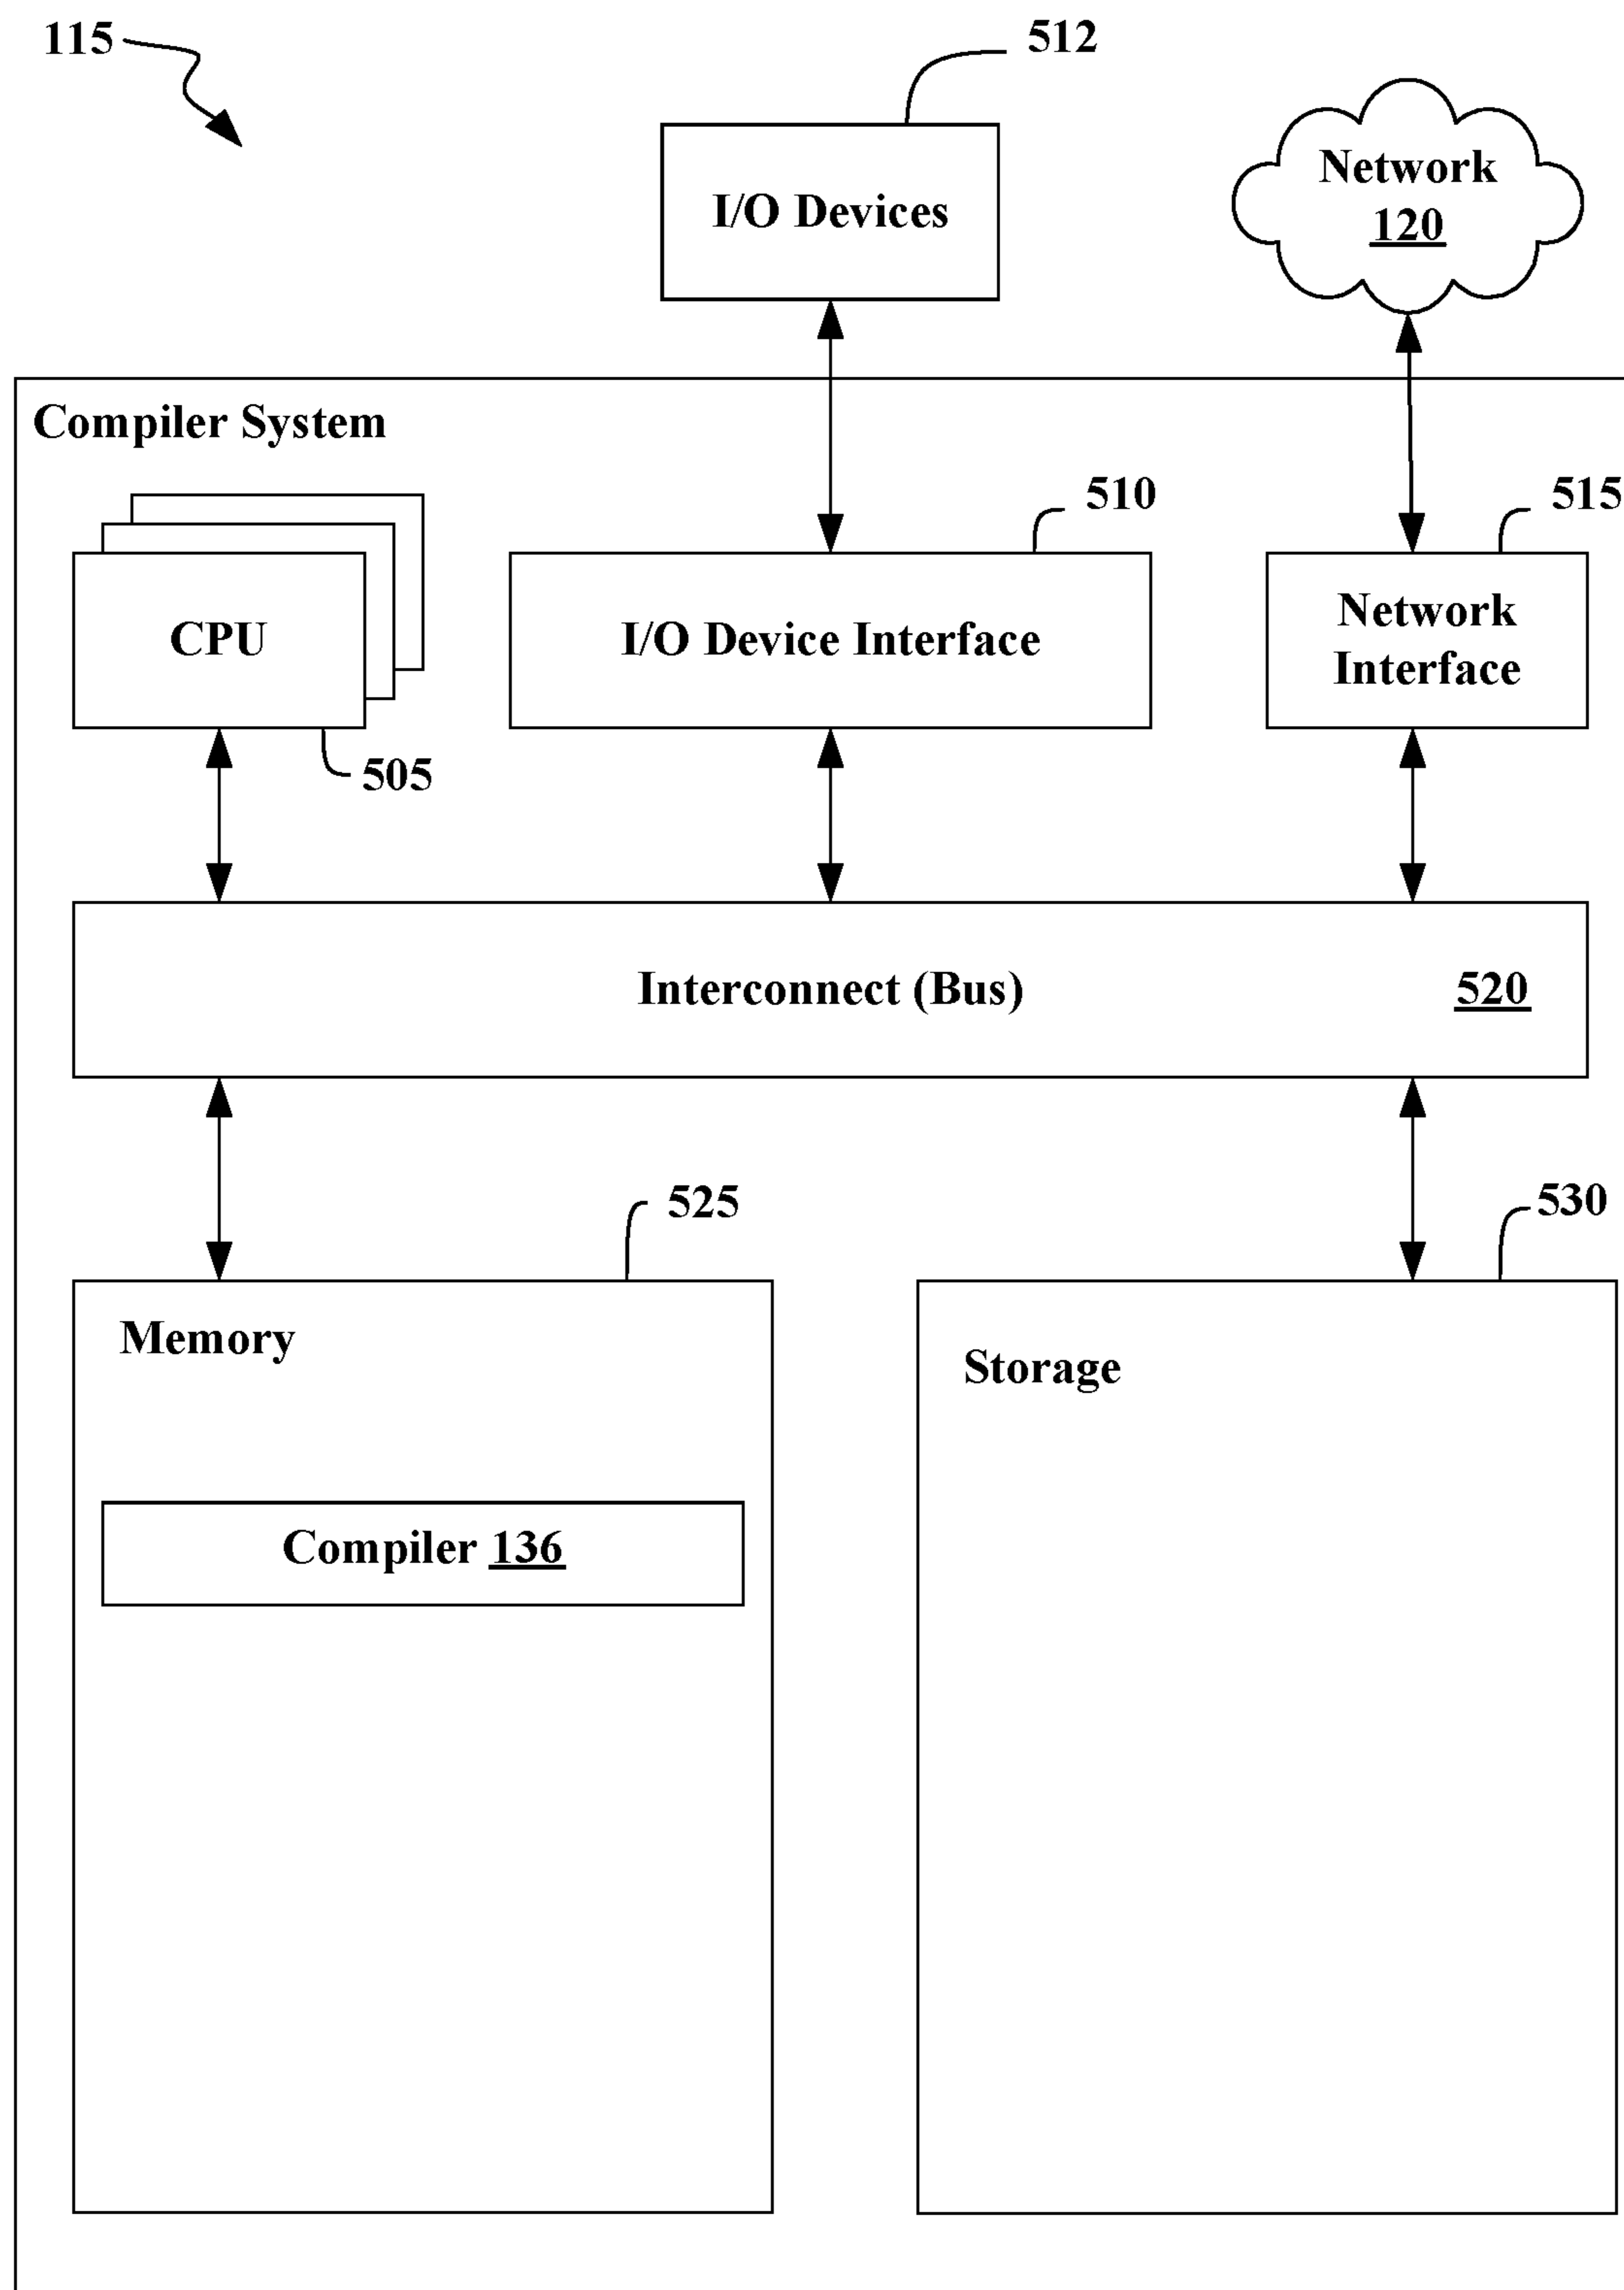 115
512
I/O Devices
Network
120
Compiler System
510
515
CPU
I/O Device Interface
Network
Interface
505
Interconnect (Bus) 520
525
530
Memory
Storage
Compiler 136